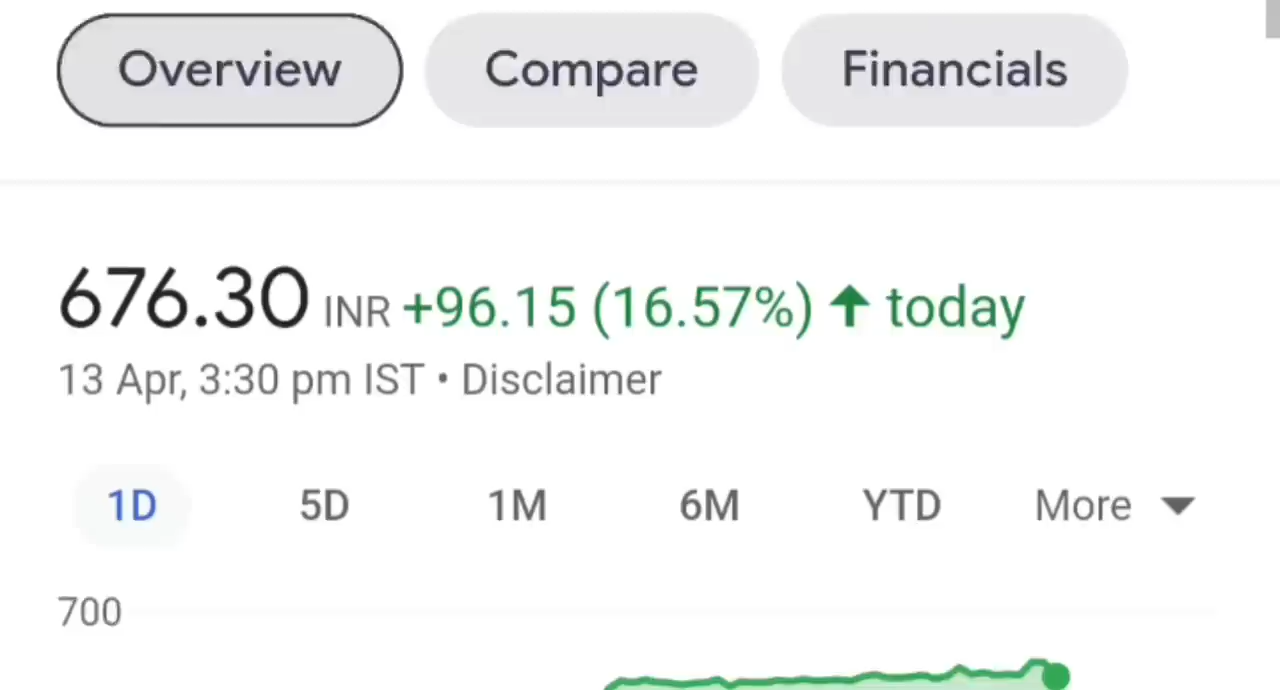 Overview Compare Financials
676.30 INR +96.15 (16.57%) ↑ today
13 Apr, 3:30 pm IST • Disclaimer
1D 5D 1M 6M YTD More
700